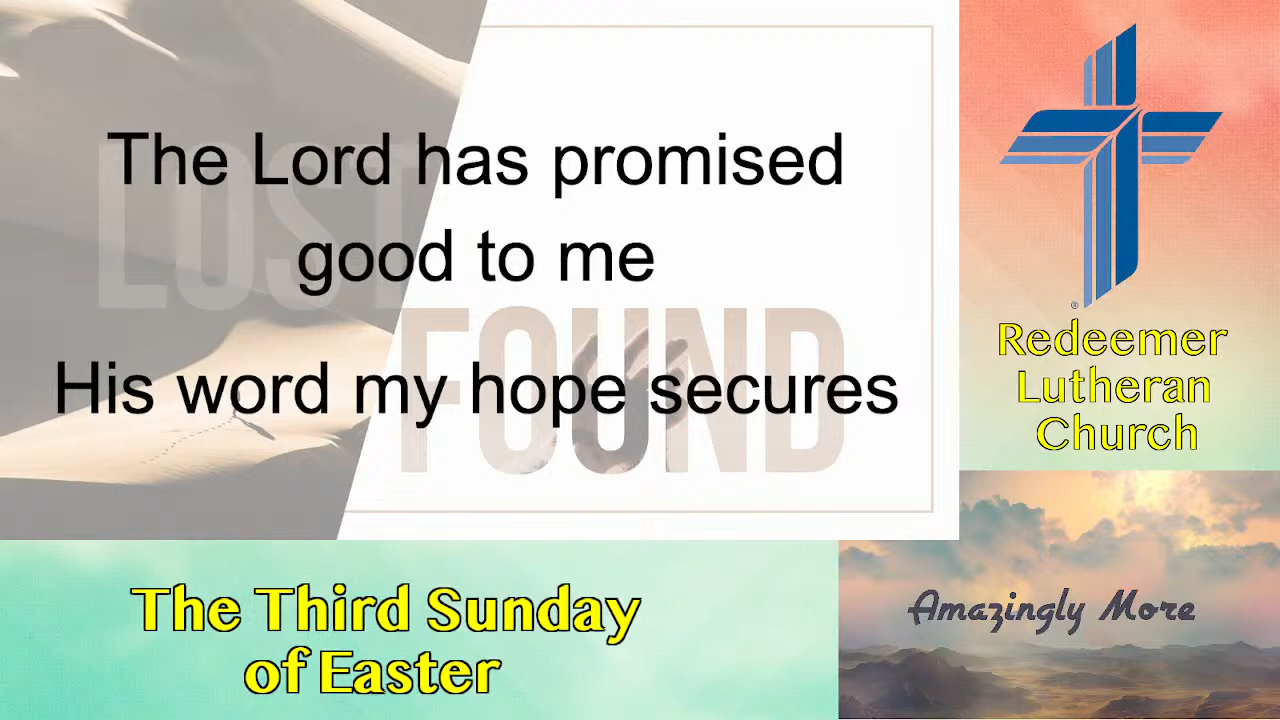 The Lord has promised
good to me
His word my hope secures
LOST
FOUND
®
Redeemer
Lutheran
Church
The Third Sunday
of Easter
Amazingly More